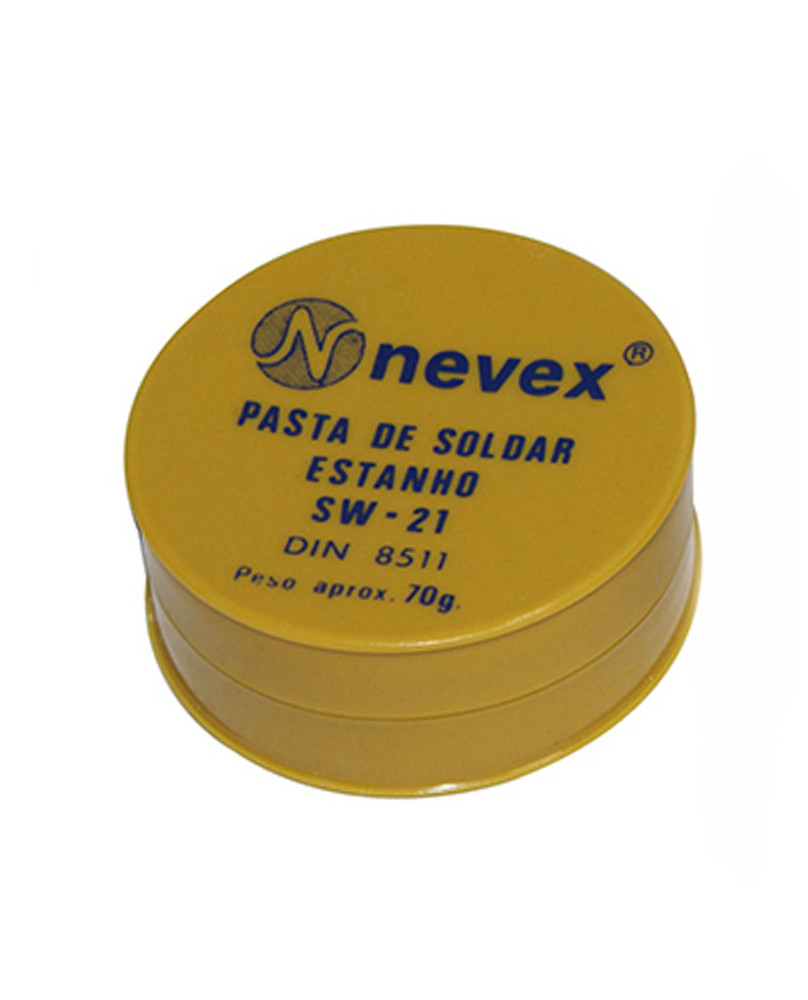 nevex®
PASTA DE SOLDAR
ESTANHO
SW-21
DIN 8511
Peso aprox. 70g.